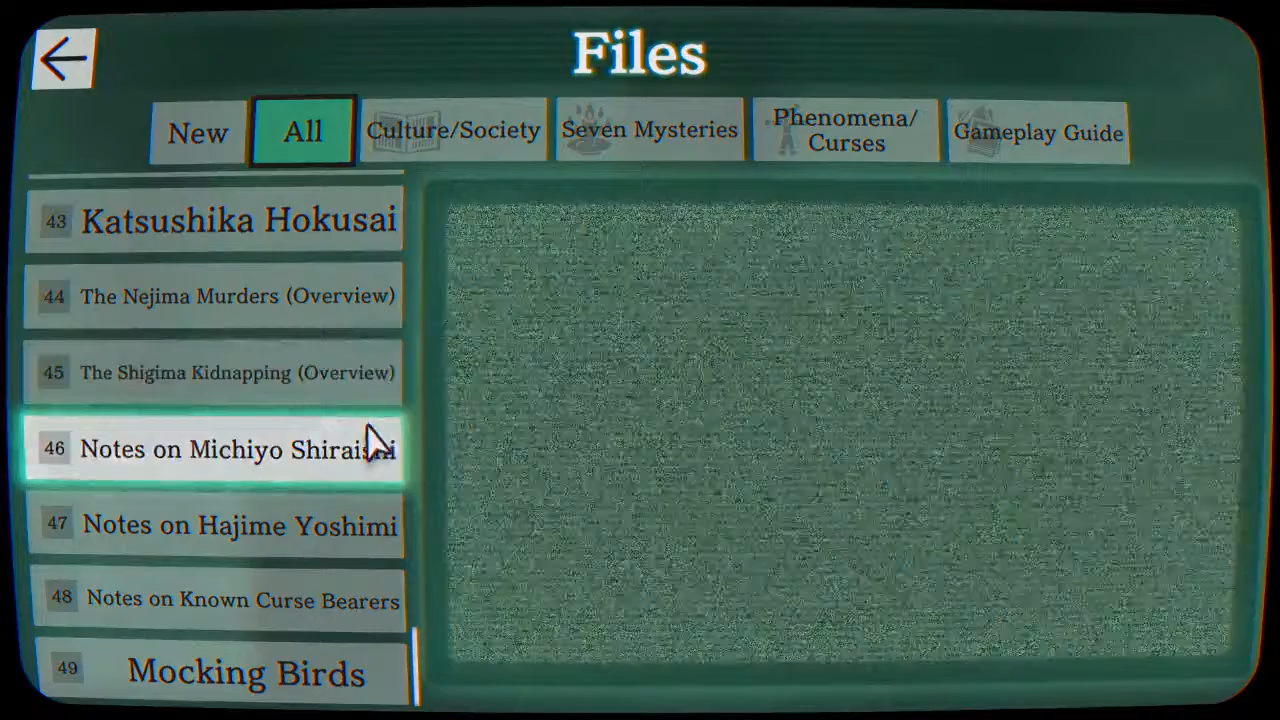 Files
New
All
Culture/Society
Seven Mysteries
Phenomena/
Curses
Gameplay Guide
43 Katsushika Hokusai
44 The Nejima Murders (Overview)
45 The Shigima Kidnapping (Overview)
46 Notes on Michiyo Shiraishi
47 Notes on Hajime Yoshimi
48 Notes on Known Curse Bearers
49 Mocking Birds